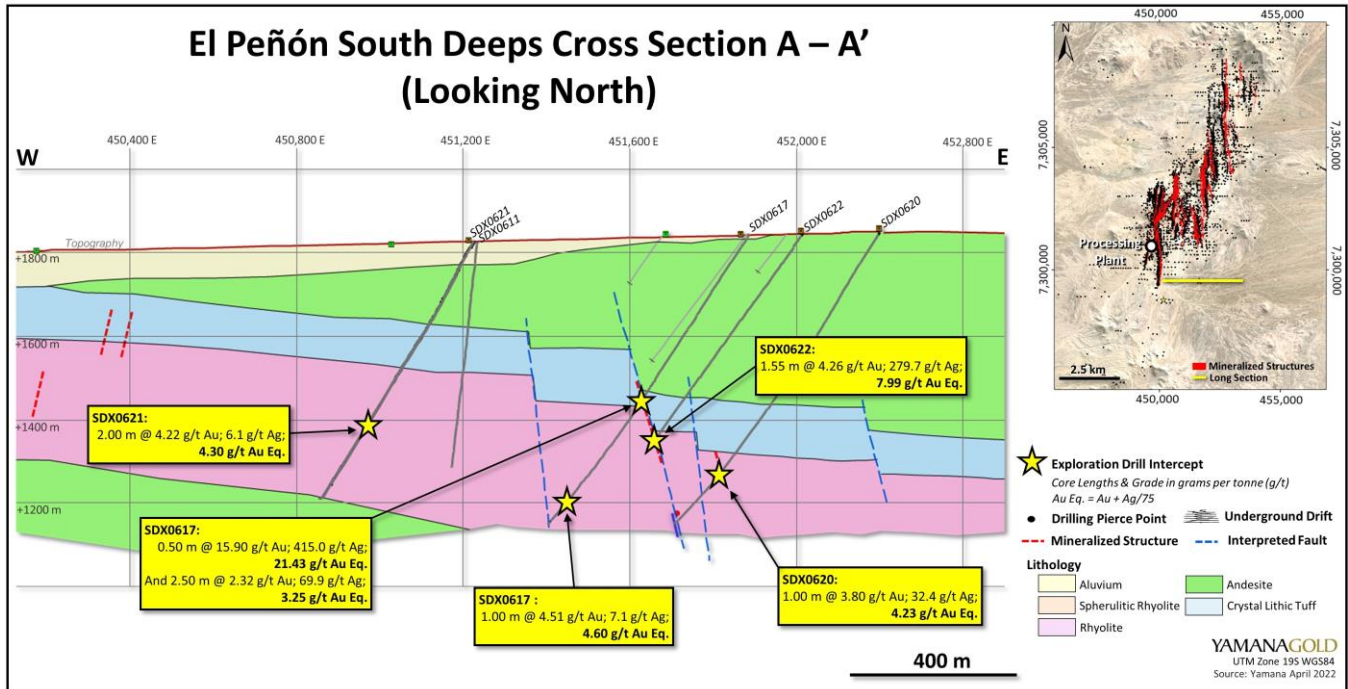 El Peñón South Deeps Cross Section A – A’
(Looking North)
W
450,400 E
450,800 E
451,200 E
451,600 E
452,000 E
452,800 E
E
SDX0621
SDX0611
SDX0617
SDX0622
SDX0620
Topography
+1800 m
+1600 m
+1400 m
+1200 m
SDX0621:
2.00 m @ 4.22 g/t Au; 6.1 g/t Ag;
4.30 g/t Au Eq.
SDX0622:
1.55 m @ 4.26 g/t Au; 279.7 g/t Ag;
7.99 g/t Au Eq.
SDX0617:
0.50 m @ 15.90 g/t Au; 415.0 g/t Ag;
21.43 g/t Au Eq.
And 2.50 m @ 2.32 g/t Au; 69.9 g/t Ag;
3.25 g/t Au Eq.
SDX0617 :
1.00 m @ 4.51 g/t Au; 7.1 g/t Ag;
4.60 g/t Au Eq.
SDX0620:
1.00 m @ 3.80 g/t Au; 32.4 g/t Ag;
4.23 g/t Au Eq.
400 m
450,000
455,000
N
7,305,000
7,305,000
Processing
Plant
7,300,000
7,300,000
2.5 km
Mineralized Structures
Long Section
450,000
455,000
Exploration Drill Intercept
Core Lengths & Grade in grams per tonne (g/t)
Au Eq. = Au + Ag/75
Drilling Pierce Point
Underground Drift
Mineralized Structure
Interpreted Fault
Lithology
Aluvium
Andesite
Spherulitic Rhyolite
Crystal Lithic Tuff
Rhyolite
YAMANAGOLD
UTM Zone 19S WGS84
Source: Yamana April 2022